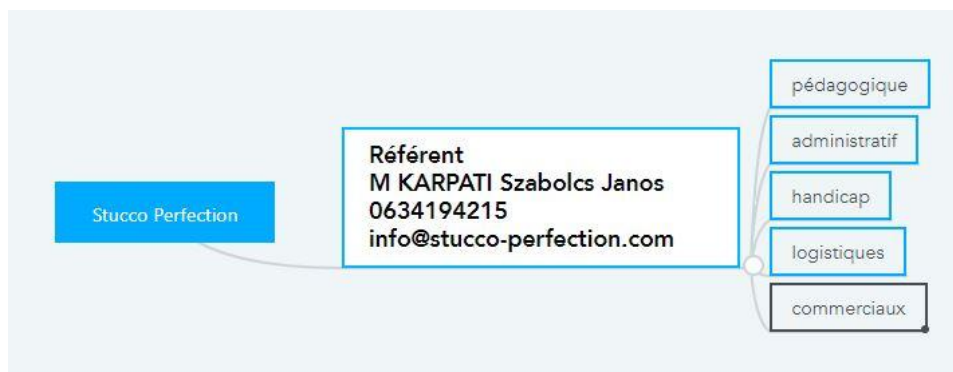 Stucco Perfection
Référent
M KARPATI Szabolcs Janos
0634194215
info@stucco-perfection.com
pédagogique
administratif
handicap
logistiques
commerciaux